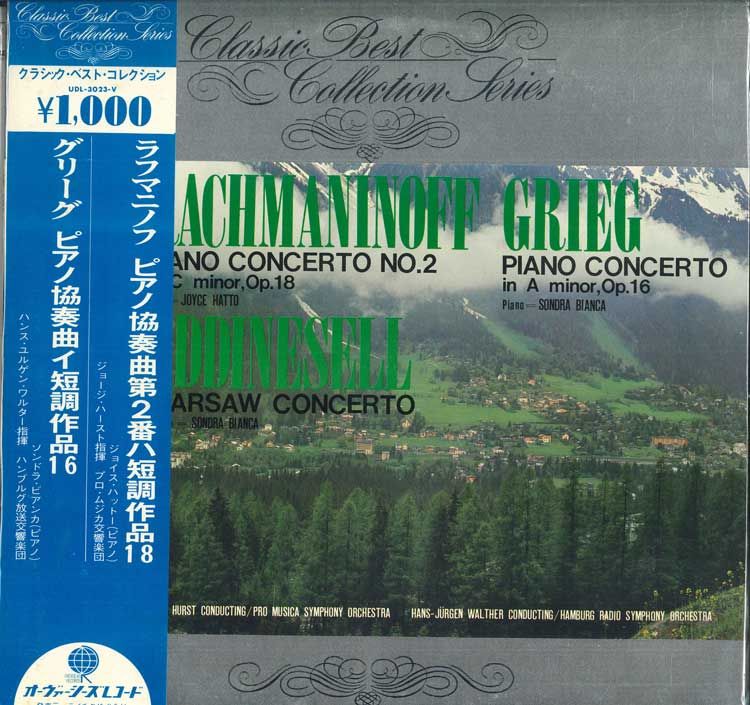 Classic Best
Collection Series
クラシック・ベスト・コレクション
UDL-3023-V
¥1,000
ラフマニノフ ピアノ協奏曲第2番ハ短調作品18
ジョイス・ハットー(ピアノ)
ジョージ・ハースト指揮 プロ・ムジカ交響楽団
グリーグ ピアノ協奏曲イ短調作品16
ソンドラ・ビアンカ(ピアノ)
ハンス・ユルゲン・ワルター指揮 ハンブルグ放送交響楽団
オーヴァーシーズレコード
Classic Best
Collection Series
ACHMANINOFF
ANO CONCERTO NO.2
C minor,Op.18
JOYCE HATTO
GRIEG
PIANO CONCERTO
in A minor,Op.16
Piano—SONDRA BIANCA
DDINESELL
ARSAW CONCERTO
SONDRA BIANCA
HURST CONDUCTING/PRO MUSICA SYMPHONY ORCHESTRA
HANS-JÜRGEN WALTHER CONDUCTING/HAMBURG RADIO SYMPHONY ORCHESTRA